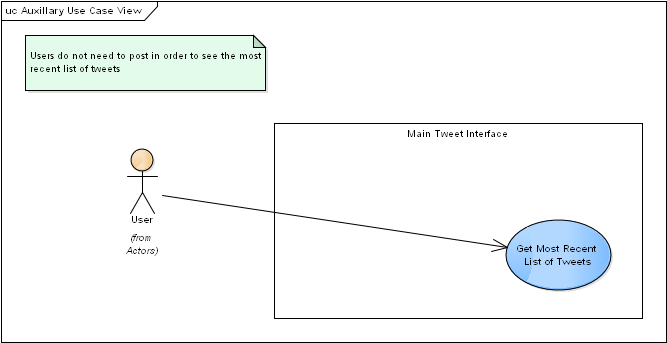 uc Auxillary Use Case View
Users do not need to post in order to see the most
recent list of tweets
Main Tweet Interface
User
(from
Actors)
Get Most Recent
List of Tweets